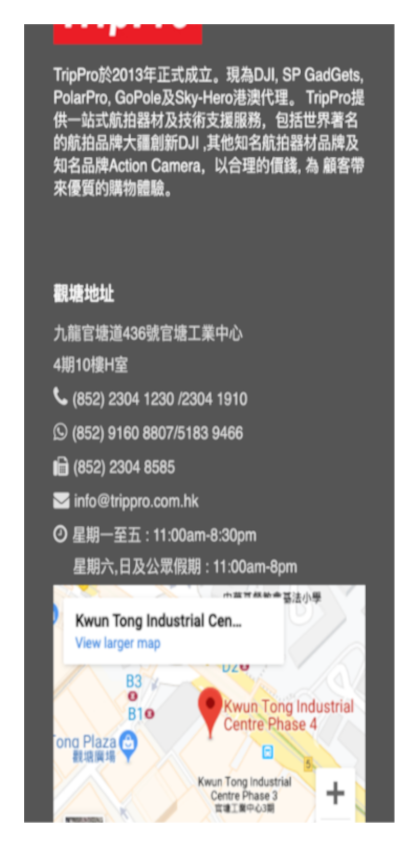 TripPro
TripPro於2013年正式成立。現為DJI, SP GadGets,
PolarPro, GoPole及Sky-Hero港澳代理。 TripPro提
供一站式航拍器材及技術支援服務，包括世界著名
的航拍品牌大疆創新DJI ,其他知名航拍器材品牌及
知名品牌Action Camera，以合理的價錢, 為 顧客帶
來優質的購物體驗。
觀塘地址
九龍官塘道436號官塘工業中心
4期10樓H室
(852) 2304 1230 /2304 1910
(852) 9160 8807/5183 9466
(852) 2304 8585
info@trippro.com.hk
星期一至五 : 11:00am-8:30pm
星期六,日及公眾假期 : 11:00am-8pm
中華基督教會基法小學
Kwun Tong Industrial Cen...
View larger map
D2
B3
B1
Kwun Tong Industrial
Centre Phase 4
Tong Plaza
觀塘廣場
Kwun Tong Industrial
Centre Phase 3
官塘工業中心3期
+